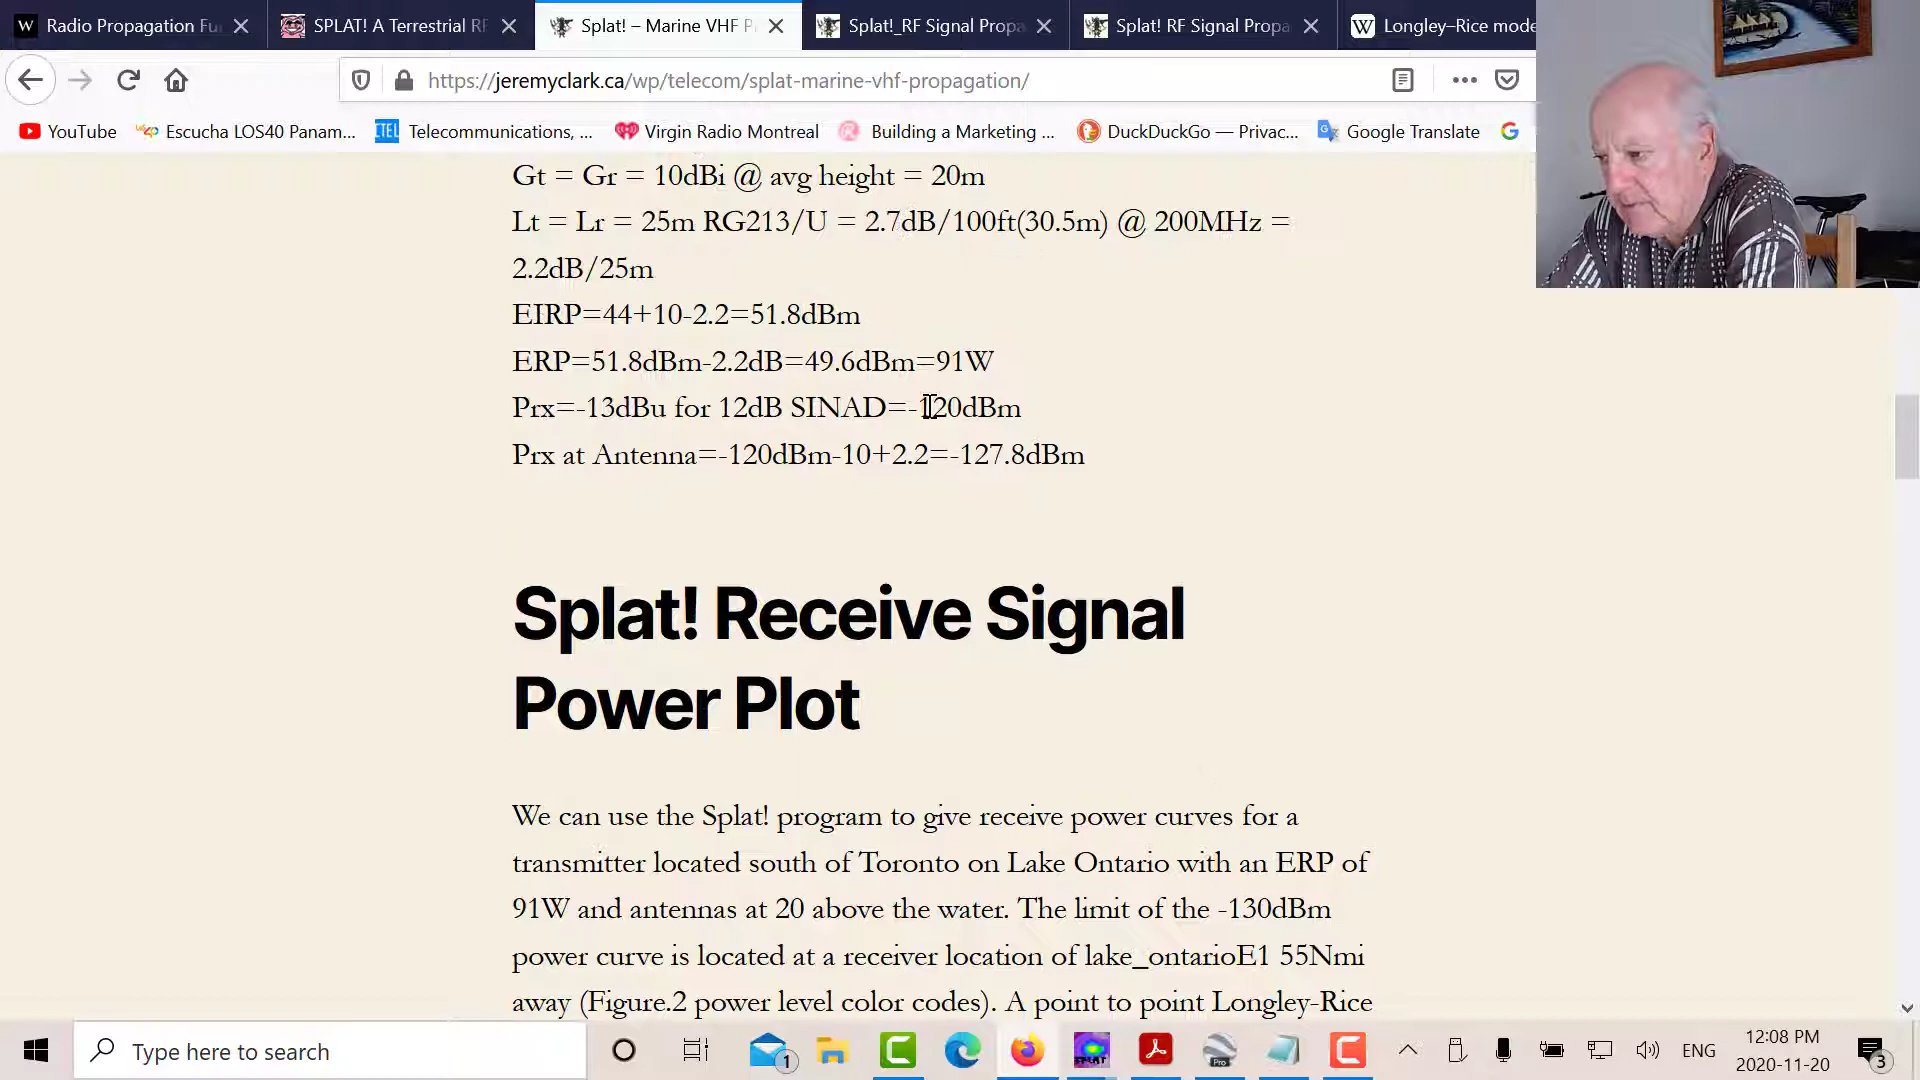 W Radio Propagation Fu
SPLAT! A Terrestrial RF
Splat! – Marine VHF P
Splat!_RF Signal Propa
Splat! RF Signal Propa
W Longley–Rice mode
https://jeremyclark.ca/wp/telecom/splat-marine-vhf-propagation/
YouTube
Escucha LOS40 Panam...
CTEL Telecommunications, ...
Virgin Radio Montreal
Building a Marketing ...
DuckDuckGo — Privac...
Google Translate
G
Gt = Gr = 10dBi @ avg height = 20m
Lt = Lr = 25m RG213/U = 2.7dB/100ft(30.5m) @ 200MHz =
2.2dB/25m
EIRP=44+10-2.2=51.8dBm
ERP=51.8dBm-2.2dB=49.6dBm=91W
Prx=-13dBu for 12dB SINAD=-120dBm
Prx at Antenna=-120dBm-10+2.2=-127.8dBm
Splat! Receive Signal
Power Plot
We can use the Splat! program to give receive power curves for a
transmitter located south of Toronto on Lake Ontario with an ERP of
91W and antennas at 20 above the water. The limit of the -130dBm
power curve is located at a receiver location of lake_ontarioE1 55Nmi
away (Figure.2 power level color codes). A point to point Longley-Rice
Type here to search
1
SPLAT
ENG
12:08 PM
2020-11-20
3